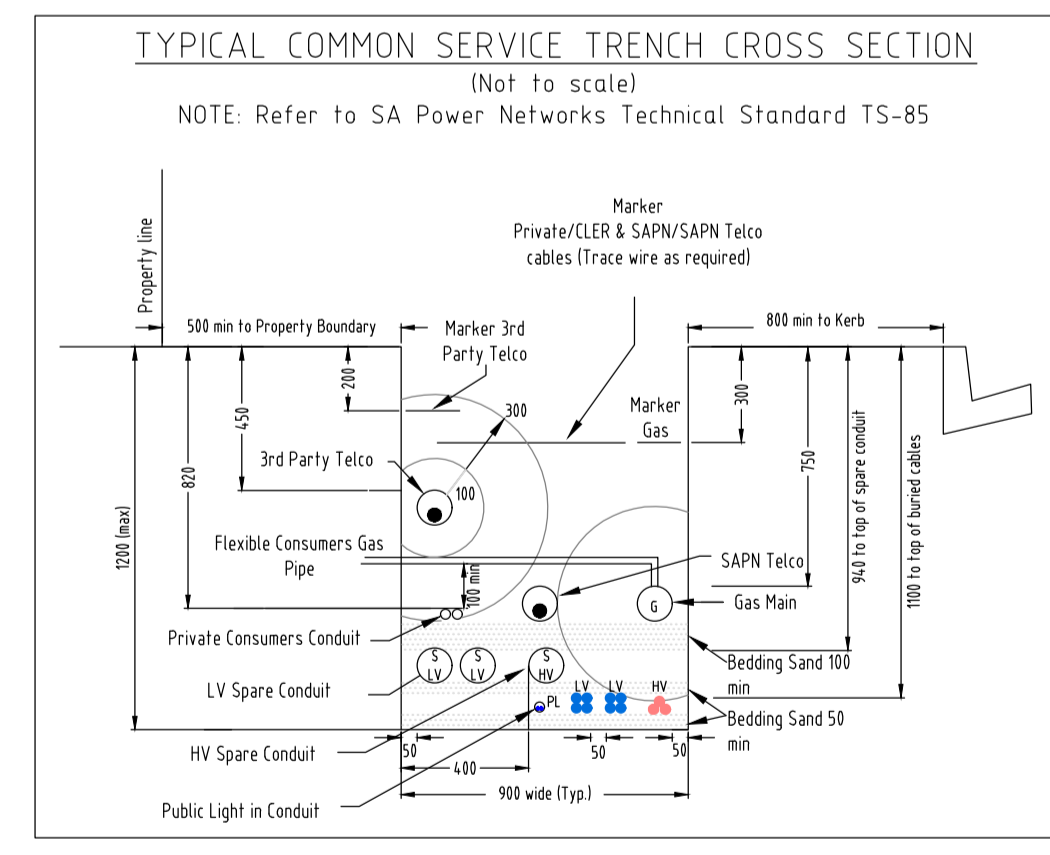 TYPICAL COMMON SERVICE TRENCH CROSS SECTION
(Not to scale)
NOTE: Refer to SA Power Networks Technical Standard TS-85
Marker
Private/CLER & SAPN/SAPN Telco
cables (Trace wire as required)
Property line
500 min to Property Boundary
Marker 3rd
Party Telco
800 min to Kerb
200
450
820
1200 (max)
300
Marker
Gas
300
750
940 to top of spare conduit
1100 to top of buried cables
3rd Party Telco
100
Flexible Consumers Gas
Pipe
100 min
SAPN Telco
G
Gas Main
Private Consumers Conduit
S
LV
S
LV
S
HV
Bedding Sand 100
min
LV Spare Conduit
LV
LV
HV
PL
Bedding Sand 50
min
HV Spare Conduit
50
50
50
400
900 wide (Typ.)
Public Light in Conduit